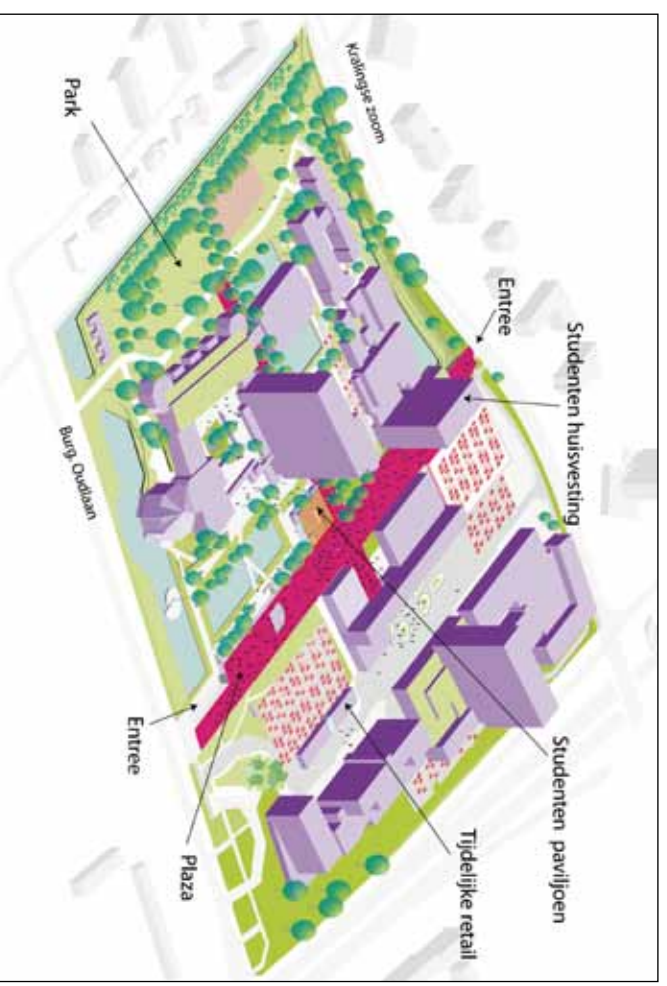 Kralingse zoom
Park
Entree
Studenten huisvesting
Burg. Oudlaan
Entree
Plaza
Tijdelijke retail
Studenten paviljoen